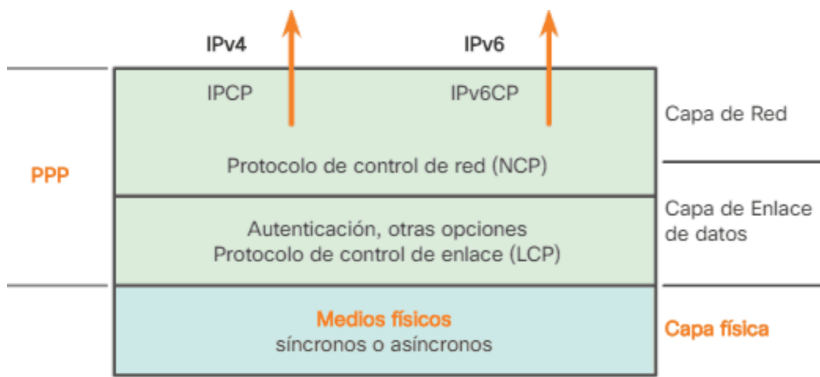 IPv4
IPv6
IPCP
IPv6CP
Capa de Red
PPP
Protocolo de control de red (NCP)
Autenticación, otras opciones
Protocolo de control de enlace (LCP)
Capa de Enlace
de datos
Medios físicos
síncronos o asíncronos
Capa física